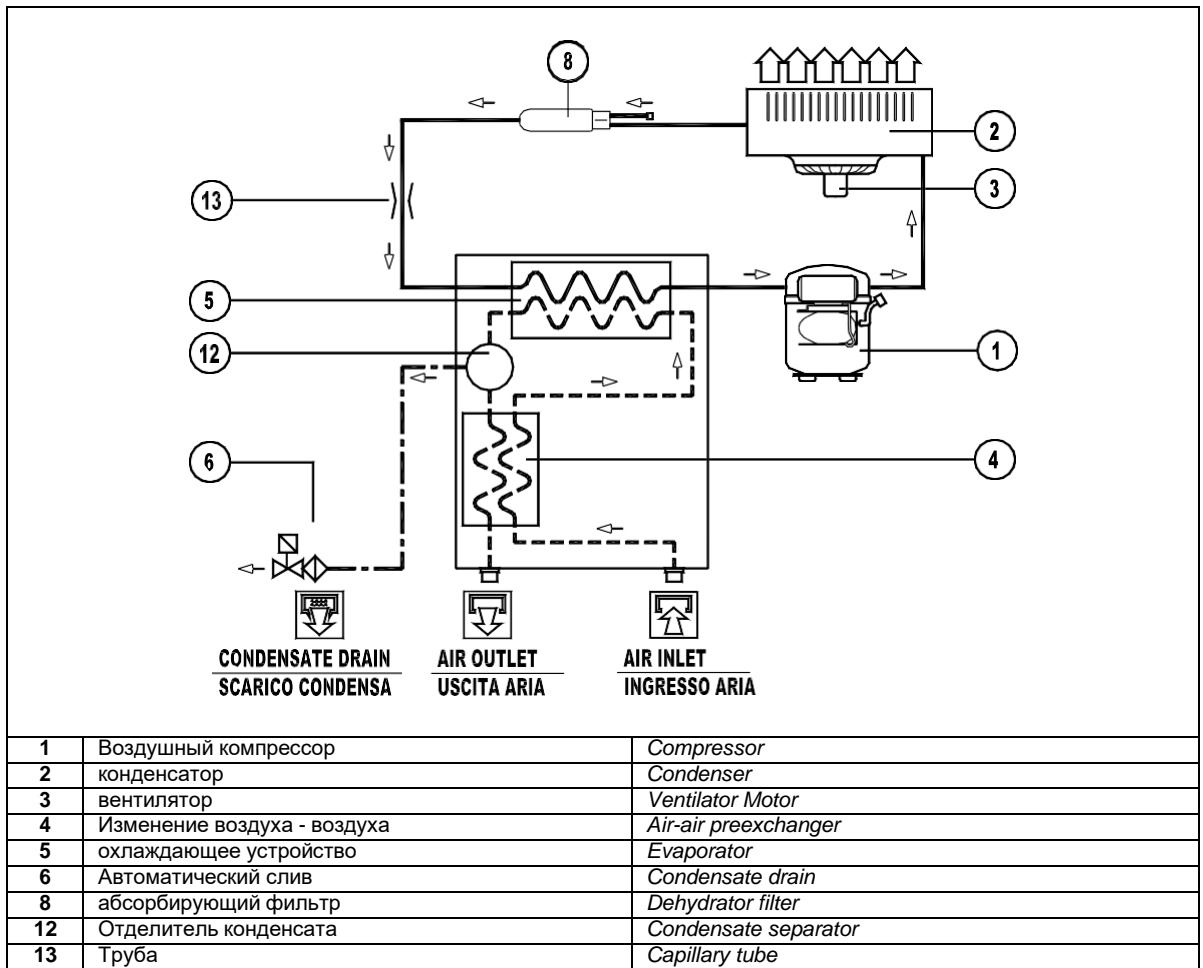 8
2
3
13
5
12
1
6
4
CONDENSATE DRAIN
SCARICO CONDENSA
AIR OUTLET
USCITA ARIA
AIR INLET
INGRESSO ARIA
1 Воздушный компрессор Compressor
2 конденсатор Condenser
3 вентилятор Ventilator Motor
4 Изменение воздуха - воздуха Air-air preexchanger
5 охлаждающее устройство Evaporator
6 Автоматический слив Condensate drain
8 абсорбирующий фильтр Dehydrator filter
12 Отделитель конденсата Condensate separator
13 Труба Capillary tube